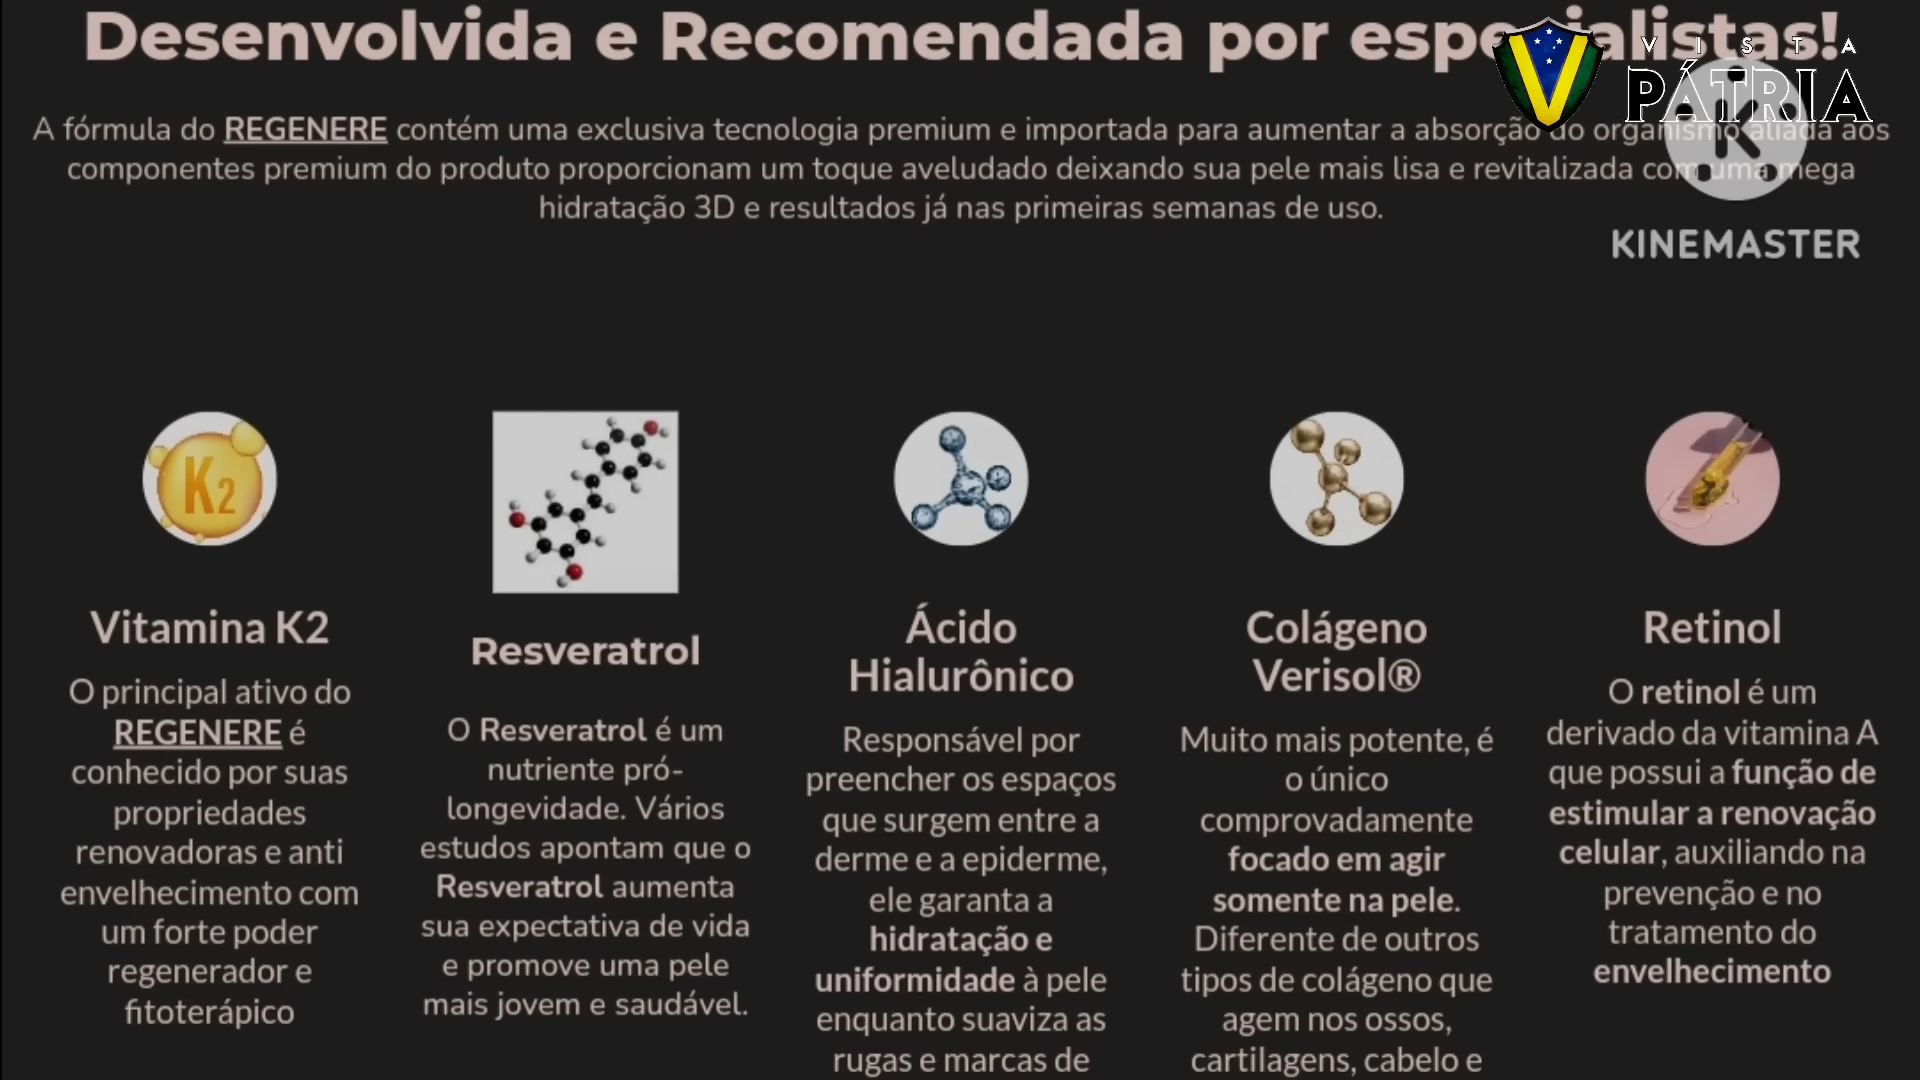 Desenvolvida e Recomendada por especialistas!
VISTA
PÁTRIA
A fórmula do REGENERE contém uma exclusiva tecnologia premium e importada para aumentar a absorção do organismo aliada aos
componentes premium do produto proporcionam um toque aveludado deixando sua pele mais lisa e revitalizada com uma mega
hidratação 3D e resultados já nas primeiras semanas de uso.
K
KINEMASTER
K2
Vitamina K2
O principal ativo do
REGENERE é
conhecido por suas
propriedades
renovadoras e anti
envelhecimento com
um forte poder
regenerador e
fitoterápico
Resveratrol
O Resveratrol é um
nutriente pró-
longevidade. Vários
estudos apontam que o
Resveratrol aumenta
sua expectativa de vida
e promove uma pele
mais jovem e saudável.
Ácido
Hialurônico
Responsável por
preencher os espaços
que surgem entre a
derme e a epiderme,
ele garanta a
hidratação e
uniformidade à pele
enquanto suaviza as
rugas e marcas de
Colágeno
Verisol®
Muito mais potente, é
o único
comprovadamente
focado em agir
somente na pele.
Diferente de outros
tipos de colágeno que
agem nos ossos,
cartilagens, cabelo e
Retinol
O retinol é um
derivado da vitamina A
que possui a função de
estimular a renovação
celular, auxiliando na
prevenção e no
tratamento do
envelhecimento